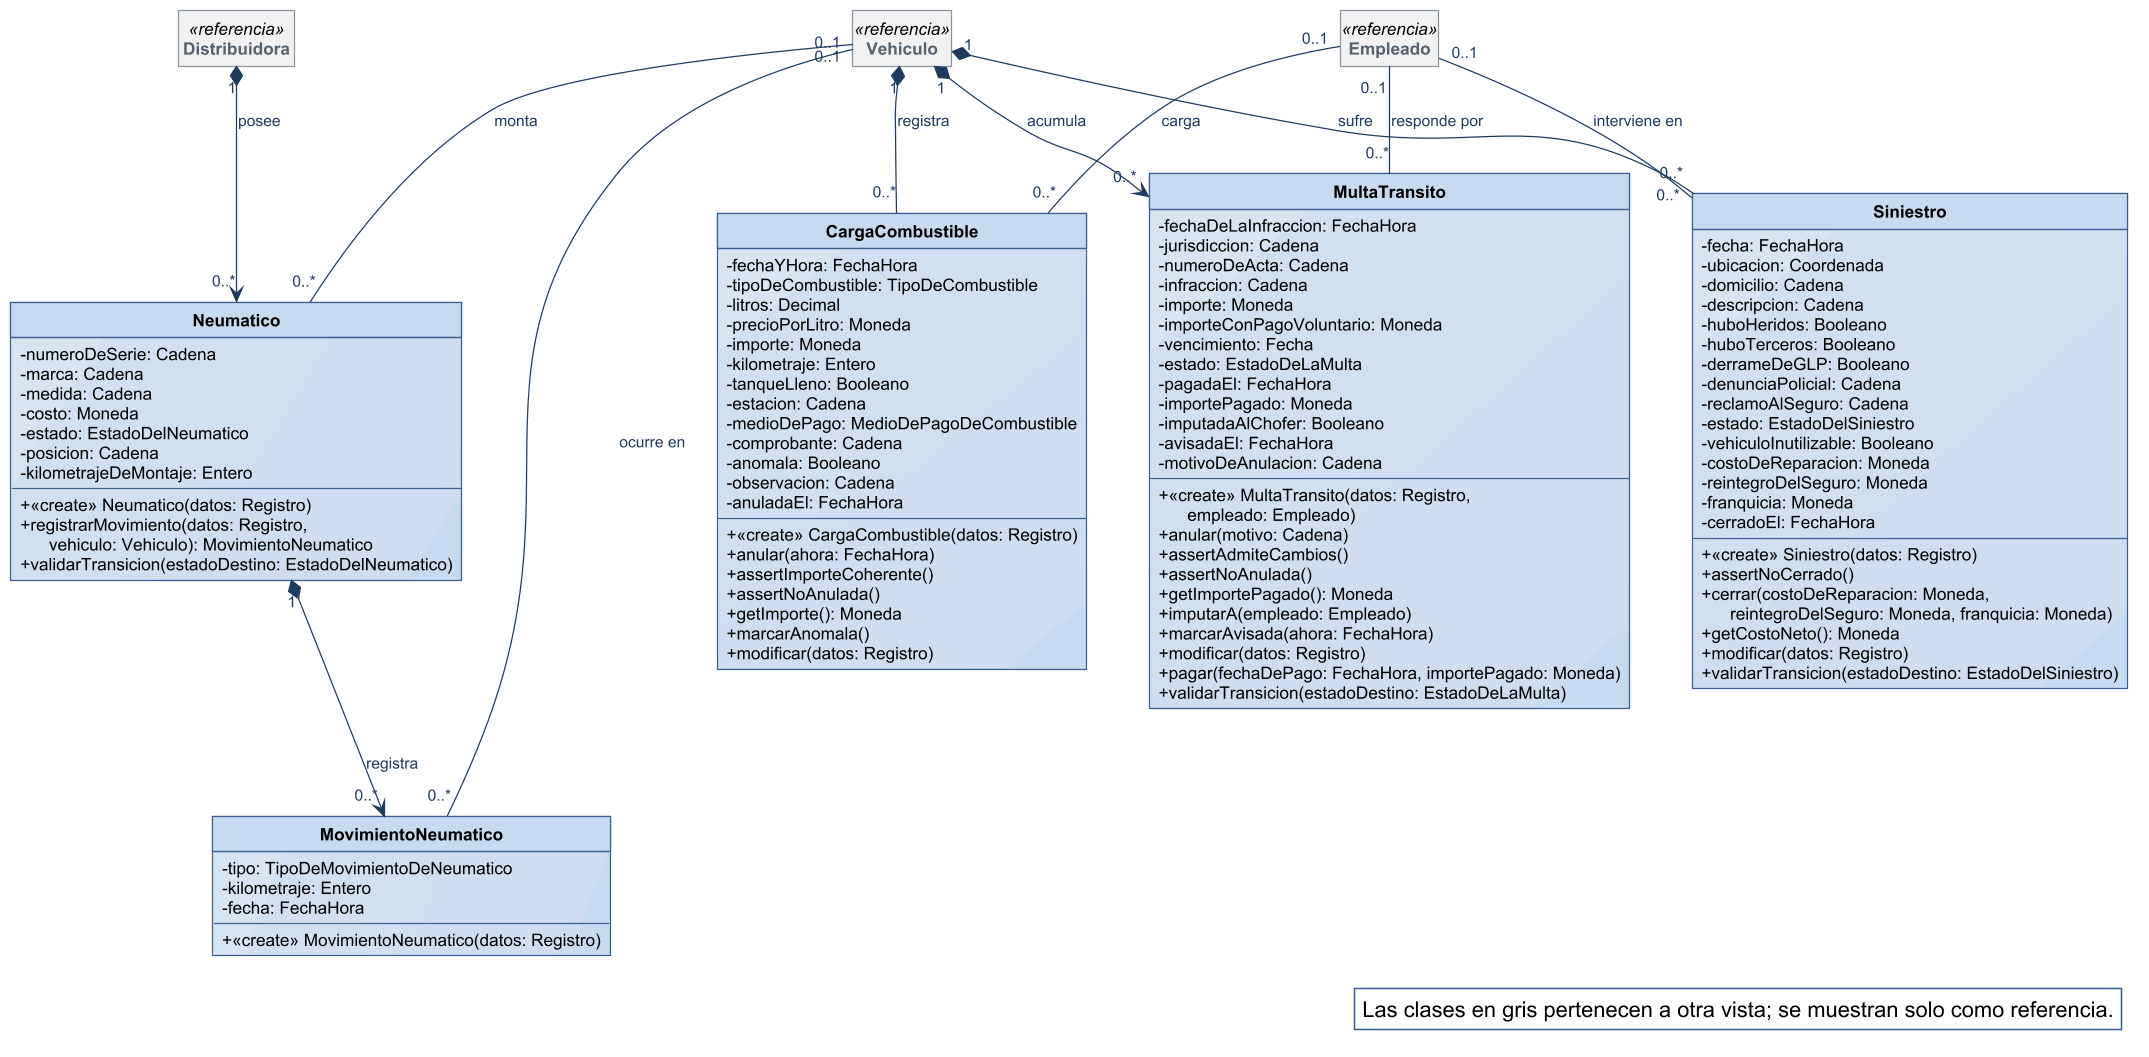 «referencia»
Distribuidora
«referencia»
Vehiculo
«referencia»
Empleado
1
posee
0..*
0..1
monta
0..*
0..1
ocurre en
0..*
1
registra
0..*
1
acumula
0..*
1
sufre
0..*
0..1
carga
0..*
0..1
responde por
0..*
0..1
interviene en
0..*
Neumatico
-numeroDeSerie: Cadena
-marca: Cadena
-medida: Cadena
-costo: Moneda
-estado: EstadoDelNeumatico
-posicion: Cadena
-kilometrajeDeMontaje: Entero
+«create» Neumatico(datos: Registro)
+registrarMovimiento(datos: Registro,
vehiculo: Vehiculo): MovimientoNeumatico
+validarTransicion(estadoDestino: EstadoDelNeumatico)
CargaCombustible
-fechaYHora: FechaHora
-tipoDeCombustible: TipoDeCombustible
-litros: Decimal
-precioPorLitro: Moneda
-importe: Moneda
-kilometraje: Entero
-tanqueLleno: Booleano
-estacion: Cadena
-medioDePago: MedioDePagoDeCombustible
-comprobante: Cadena
-anomala: Booleano
-observacion: Cadena
-anuladaEl: FechaHora
+«create» CargaCombustible(datos: Registro)
+anular(ahora: FechaHora)
+assertImporteCoherente()
+assertNoAnulada()
+getImporte(): Moneda
+marcarAnomala()
+modificar(datos: Registro)
MultaTransito
-fechaDeLaInfraccion: FechaHora
-jurisdiccion: Cadena
-numeroDeActa: Cadena
-infraccion: Cadena
-importe: Moneda
-importeConPagoVoluntario: Moneda
-vencimiento: Fecha
-estado: EstadoDeLaMulta
-pagadaEl: FechaHora
-importePagado: Moneda
-imputadaAlChofer: Booleano
-avisadaEl: FechaHora
-motivoDeAnulacion: Cadena
+«create» MultaTransito(datos: Registro,
empleado: Empleado)
+anular(motivo: Cadena)
+assertAdmiteCambios()
+assertNoAnulada()
+getImportePagado(): Moneda
+imputarA(empleado: Empleado)
+marcarAvisada(ahora: FechaHora)
+modificar(datos: Registro)
+pagar(fechaDePago: FechaHora, importePagado: Moneda)
+validarTransicion(estadoDestino: EstadoDeLaMulta)
Siniestro
-fecha: FechaHora
-ubicacion: Coordenada
-domicilio: Cadena
-descripcion: Cadena
-huboHeridos: Booleano
-huboTerceros: Booleano
-derrameDeGLP: Booleano
-denunciaPolicial: Cadena
-reclamoAlSeguro: Cadena
-estado: EstadoDelSiniestro
-vehiculoInutilizable: Booleano
-costoDeReparacion: Moneda
-reintegroDelSeguro: Moneda
-franquicia: Moneda
-cerradoEl: FechaHora
+«create» Siniestro(datos: Registro)
+assertNoCerrado()
+cerrar(costoDeReparacion: Moneda,
reintegroDelSeguro: Moneda, franquicia: Moneda)
+getCostoNeto(): Moneda
+modificar(datos: Registro)
+validarTransicion(estadoDestino: EstadoDelSiniestro)
1
registra
0..*
MovimientoNeumatico
-tipo: TipoDeMovimientoDeNeumatico
-kilometraje: Entero
-fecha: FechaHora
+«create» MovimientoNeumatico(datos: Registro)
Las clases en gris pertenecen a otra vista; se muestran solo como referencia.